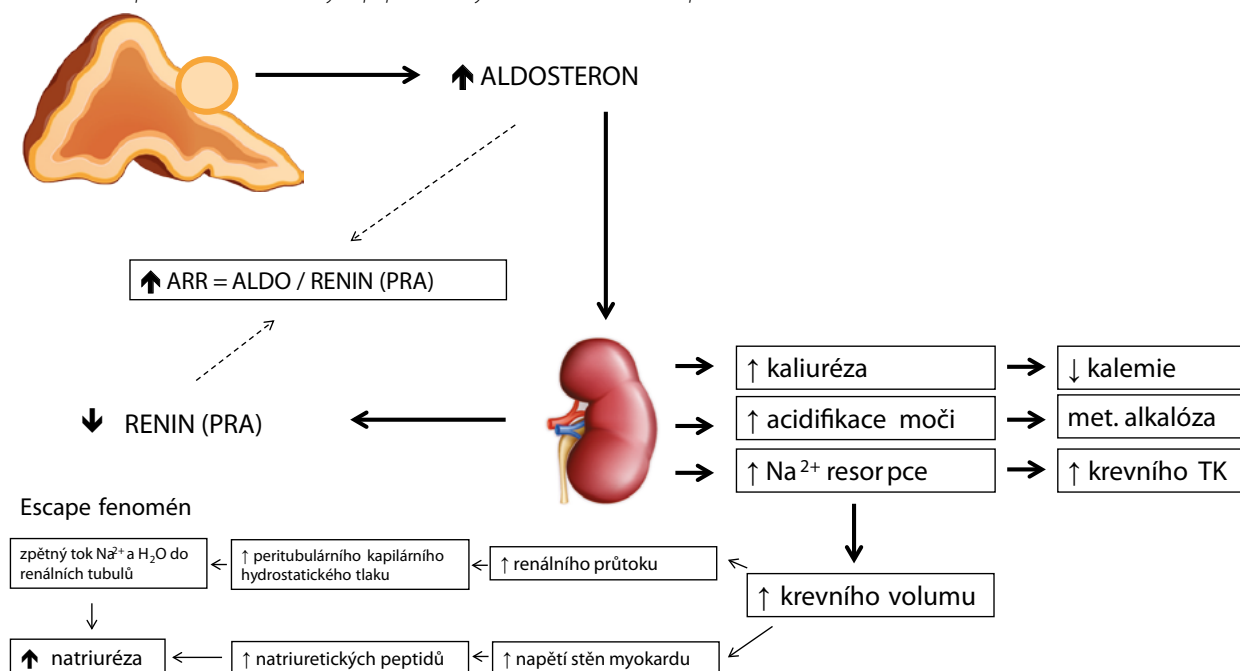 ↑ ALDOSTERON
↑ ARR = ALDO / RENIN (PRA)
↓ RENIN (PRA)
↑ kaliuréza
↓ kalemie
↑ acidifikace moči
met. alkalóza
↑ Na²⁺ resorpce
↑ krevního TK
Escape fenomén
zpětný tok Na²⁺ a H₂O do
renálních tubulů
↑ peritubulárního kapilárního
hydrostatického tlaku
↑ renálního průtoku
↑ krevního volumu
↑ natriuréza
↑ natriuretických peptidů
↑ napětí stěn myokardu